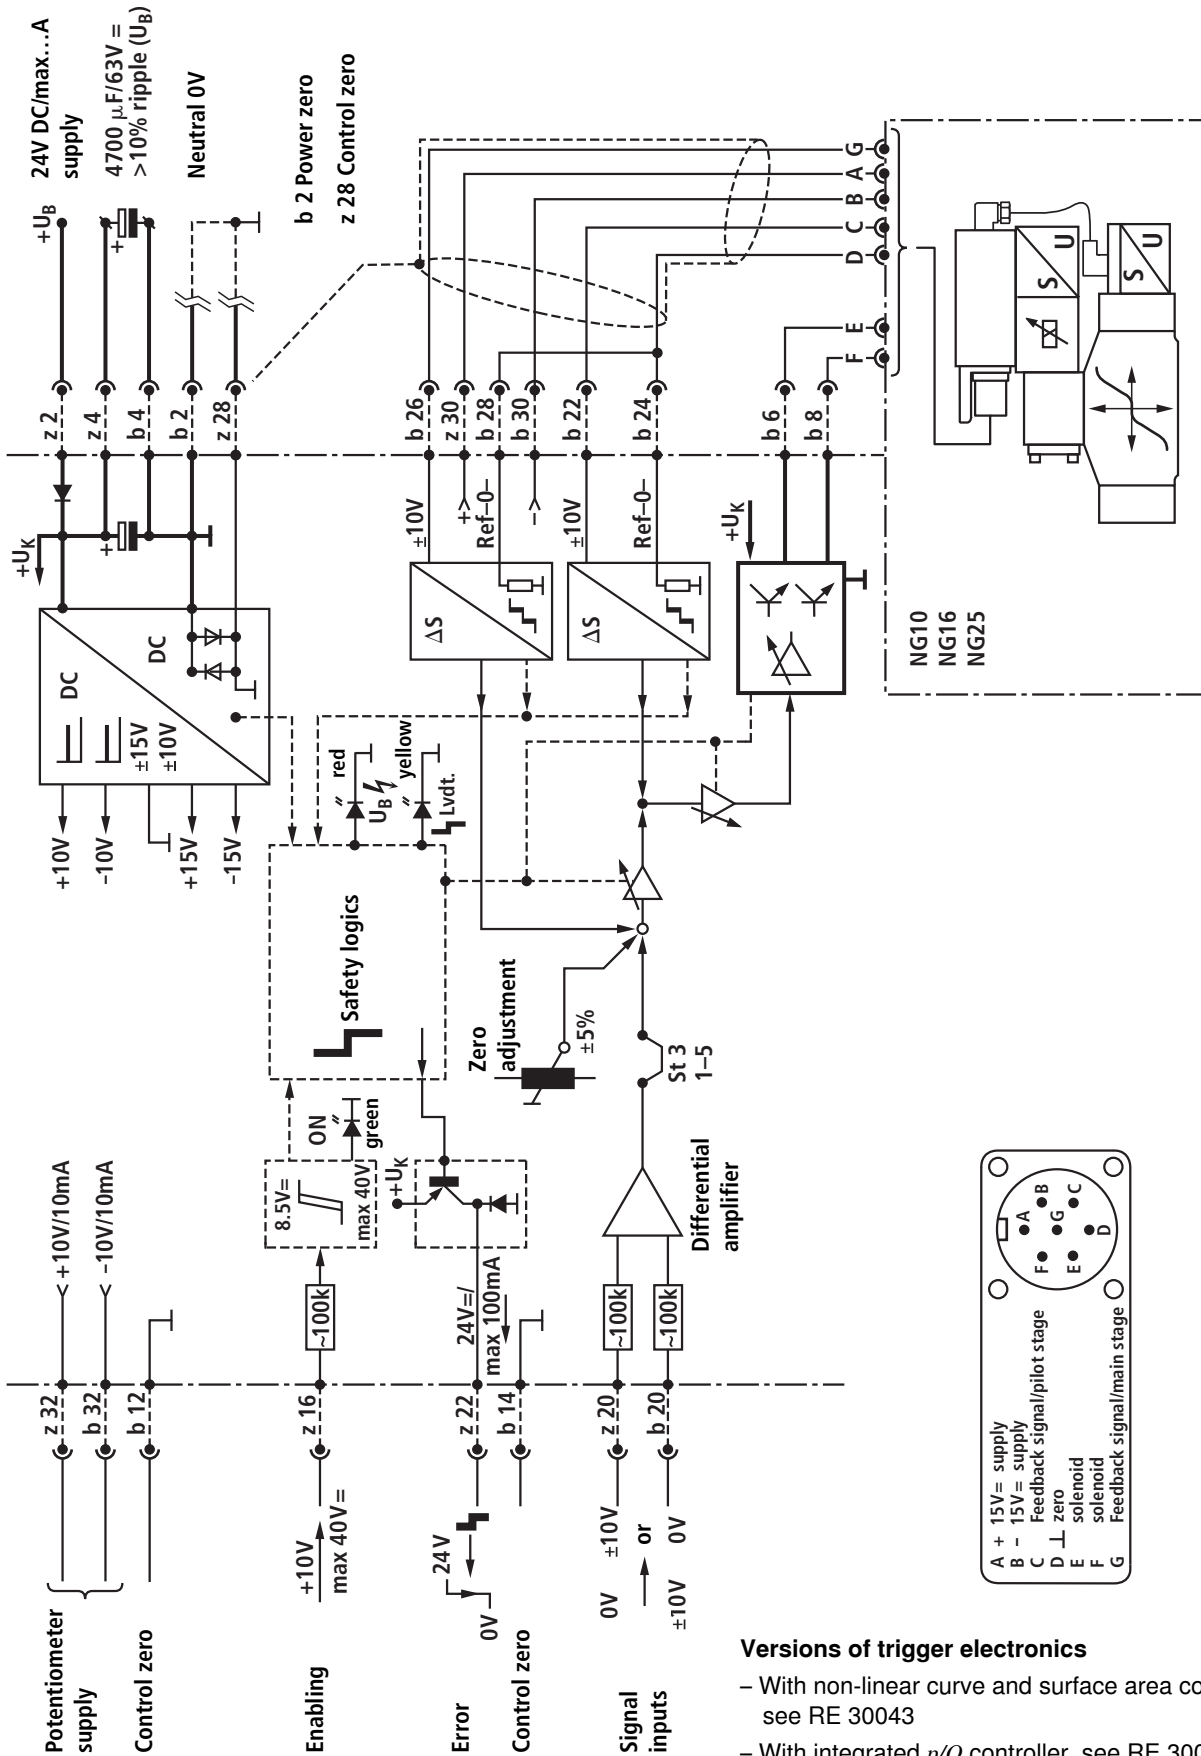 24V DC/max...A
supply
4700 µF/63V =
>10% ripple (UB)
Neutral 0V
b 2 Power zero
z 28 Control zero
+UB
+
z 2
z 4
b 4
b 2
z 28
b 26
z 30
b 28
b 30
b 22
b 24
b 6
b 8
G
A
B
C
D
E
F
S
U
S
U
+UK
+
±10V
+
Ref–0–
–
±10V
Ref–0–
+UK
DC
DC
±15V
±10V
ΔS
ΔS
NG10
NG16
NG25
+10V
-10V
+15V
-15V
red
UB
yellow
Lvdt.
Safety logics
Zero
adjustment
±5%
St 3
1–5
ON
green
8.5V=
max 40V
+UK
Differential
amplifier
+10V/10mA
-10V/10mA
~100k
24V=/
max 100mA
~100k
~100k
z 32
b 32
b 12
z 16
z 22
b 14
z 20
b 20
+10V
max 40V=
24V
0V
0V
±10V
or
±10V
0V
Potentiometer
supply
Control zero
Enabling
Error
Control zero
Signal
inputs
A + 15V= supply
B - 15V= supply
C Feedback signal/pilot stage
D ⊥ zero
E solenoid
F solenoid
G Feedback signal/main stage
F
A
B
G
E
D
C
Versions of trigger electronics
– With non-linear curve and surface area co
see RE 30043
– With integrated p/Q controller, see RE 300